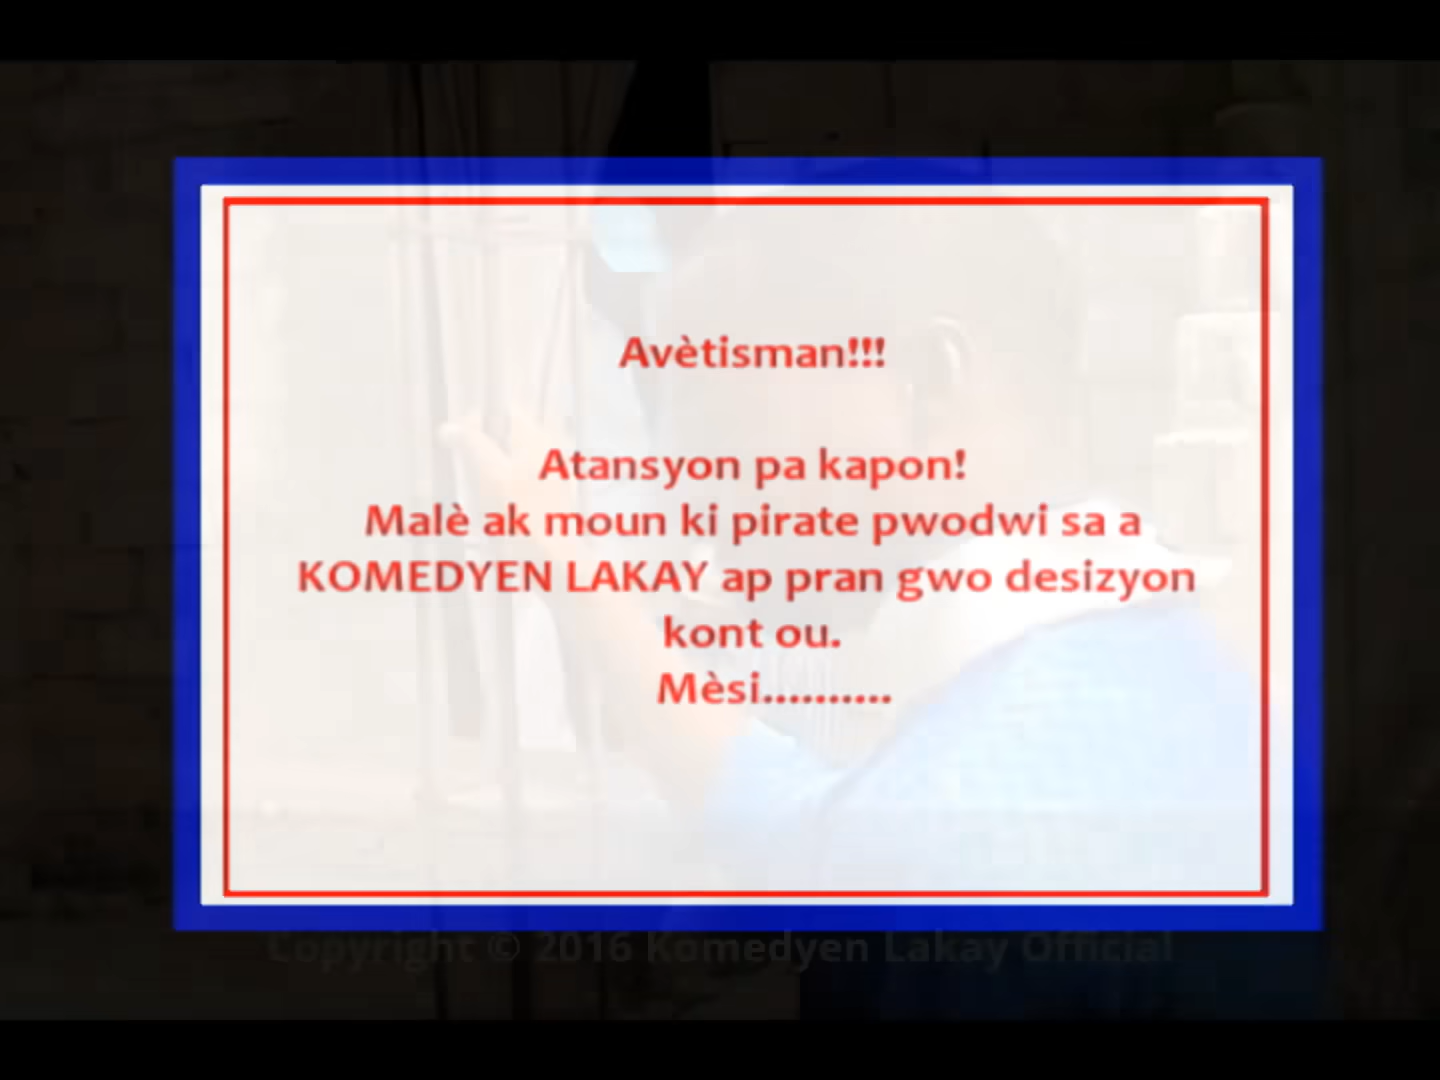 Avètisman!!!
Atansyon pa kapon!
Malè ak moun ki pirate pwodwi sa a
KOMEDYEN LAKAY ap pran gwo desizyon
kont ou.
Mèsi..........
Copyright © 2016 Komedyen Lakay Official